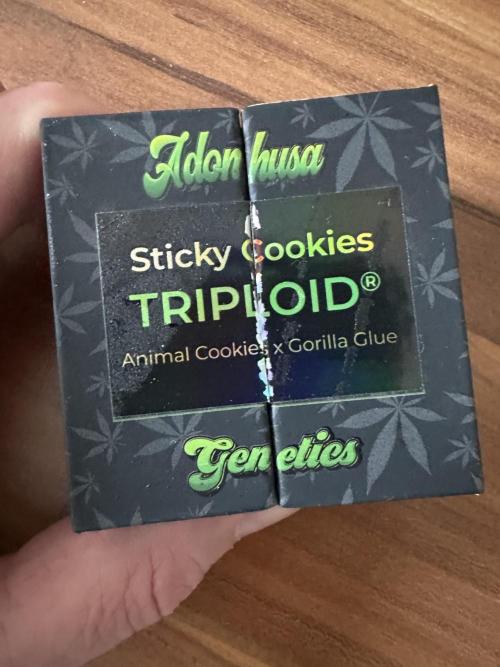 Adonhusa
Sticky Cookies
TRIPLOID®
Animal Cookies x Gorilla Glue
Genetics